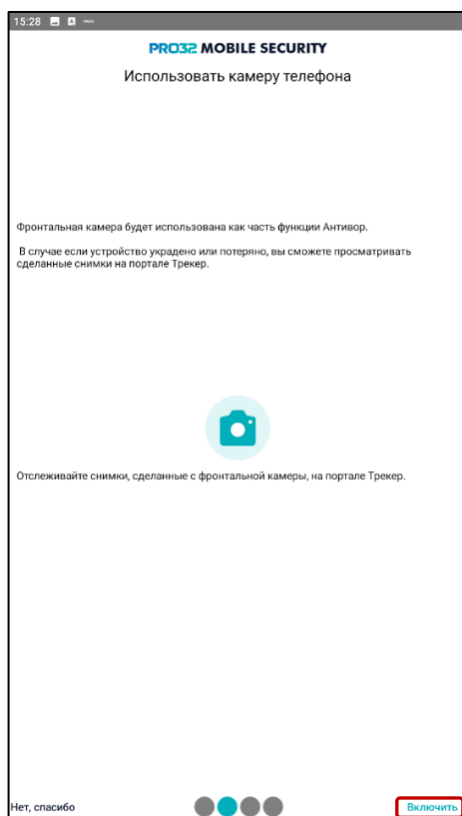 15:28
PRO32 MOBILE SECURITY
Использовать камеру телефона
Фронтальная камера будет использована как часть функции Антивор.
В случае если устройство украдено или потеряно, вы сможете просматривать
сделанные снимки на портале Трекер.
Отслеживайте снимки, сделанные с фронтальной камеры, на портале Трекер.
Нет, спасибо
Включить